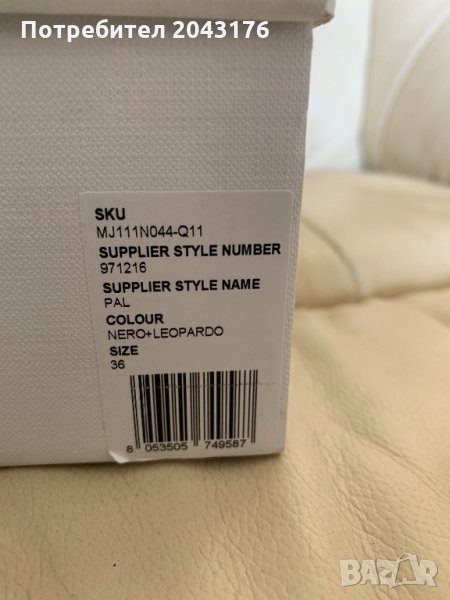 Потребител 2043176
SKU
MJ111N044-Q11
SUPPLIER STYLE NUMBER
971216
SUPPLIER STYLE NAME
PAL
COLOUR
NERO+LEOPARDO
SIZE
36
8 053505 749587
BAZAR